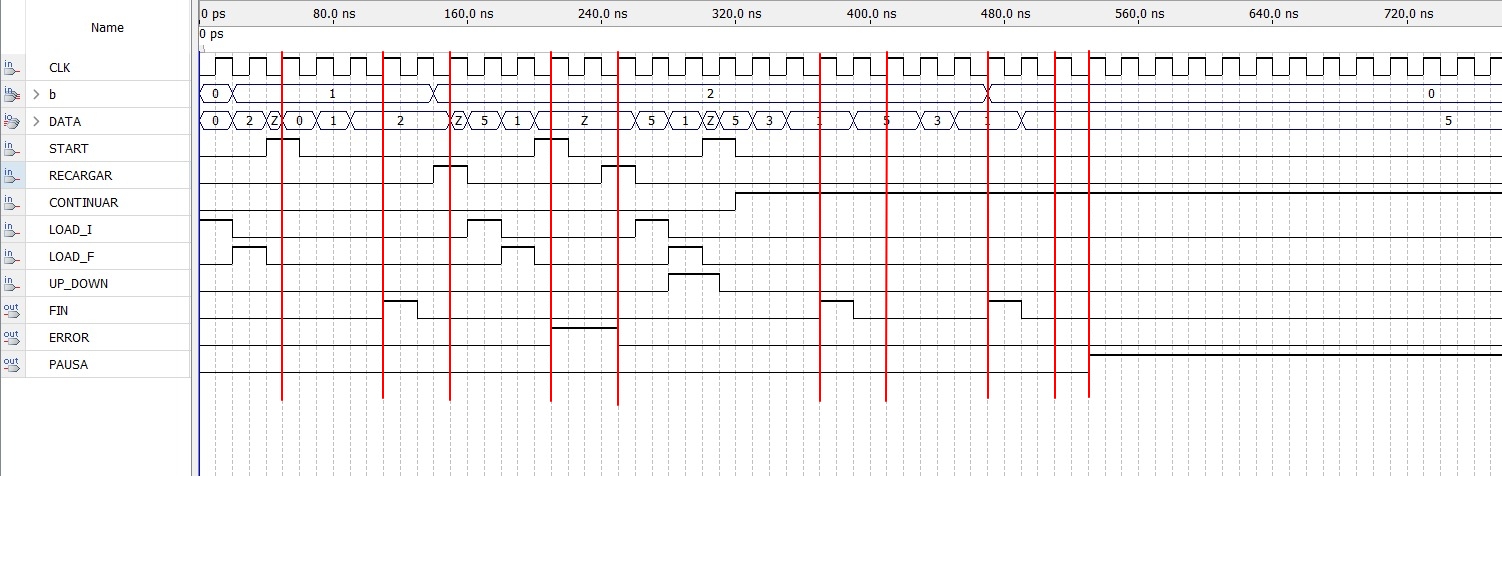 Name
0 ps 80.0 ns 160.0 ns 240.0 ns 320.0 ns 400.0 ns 480.0 ns 560.0 ns 640.0 ns 720.0 ns
0 ps
in CLK
in > b 0 1 2 0
io > DATA 0 2 Z 0 1 2 Z 5 1 Z 5 1 Z 5 3 1 5 3 1 5
in START
in RECARGAR
in CONTINUAR
in LOAD_I
in LOAD_F
in UP_DOWN
out FIN
out ERROR
out PAUSA